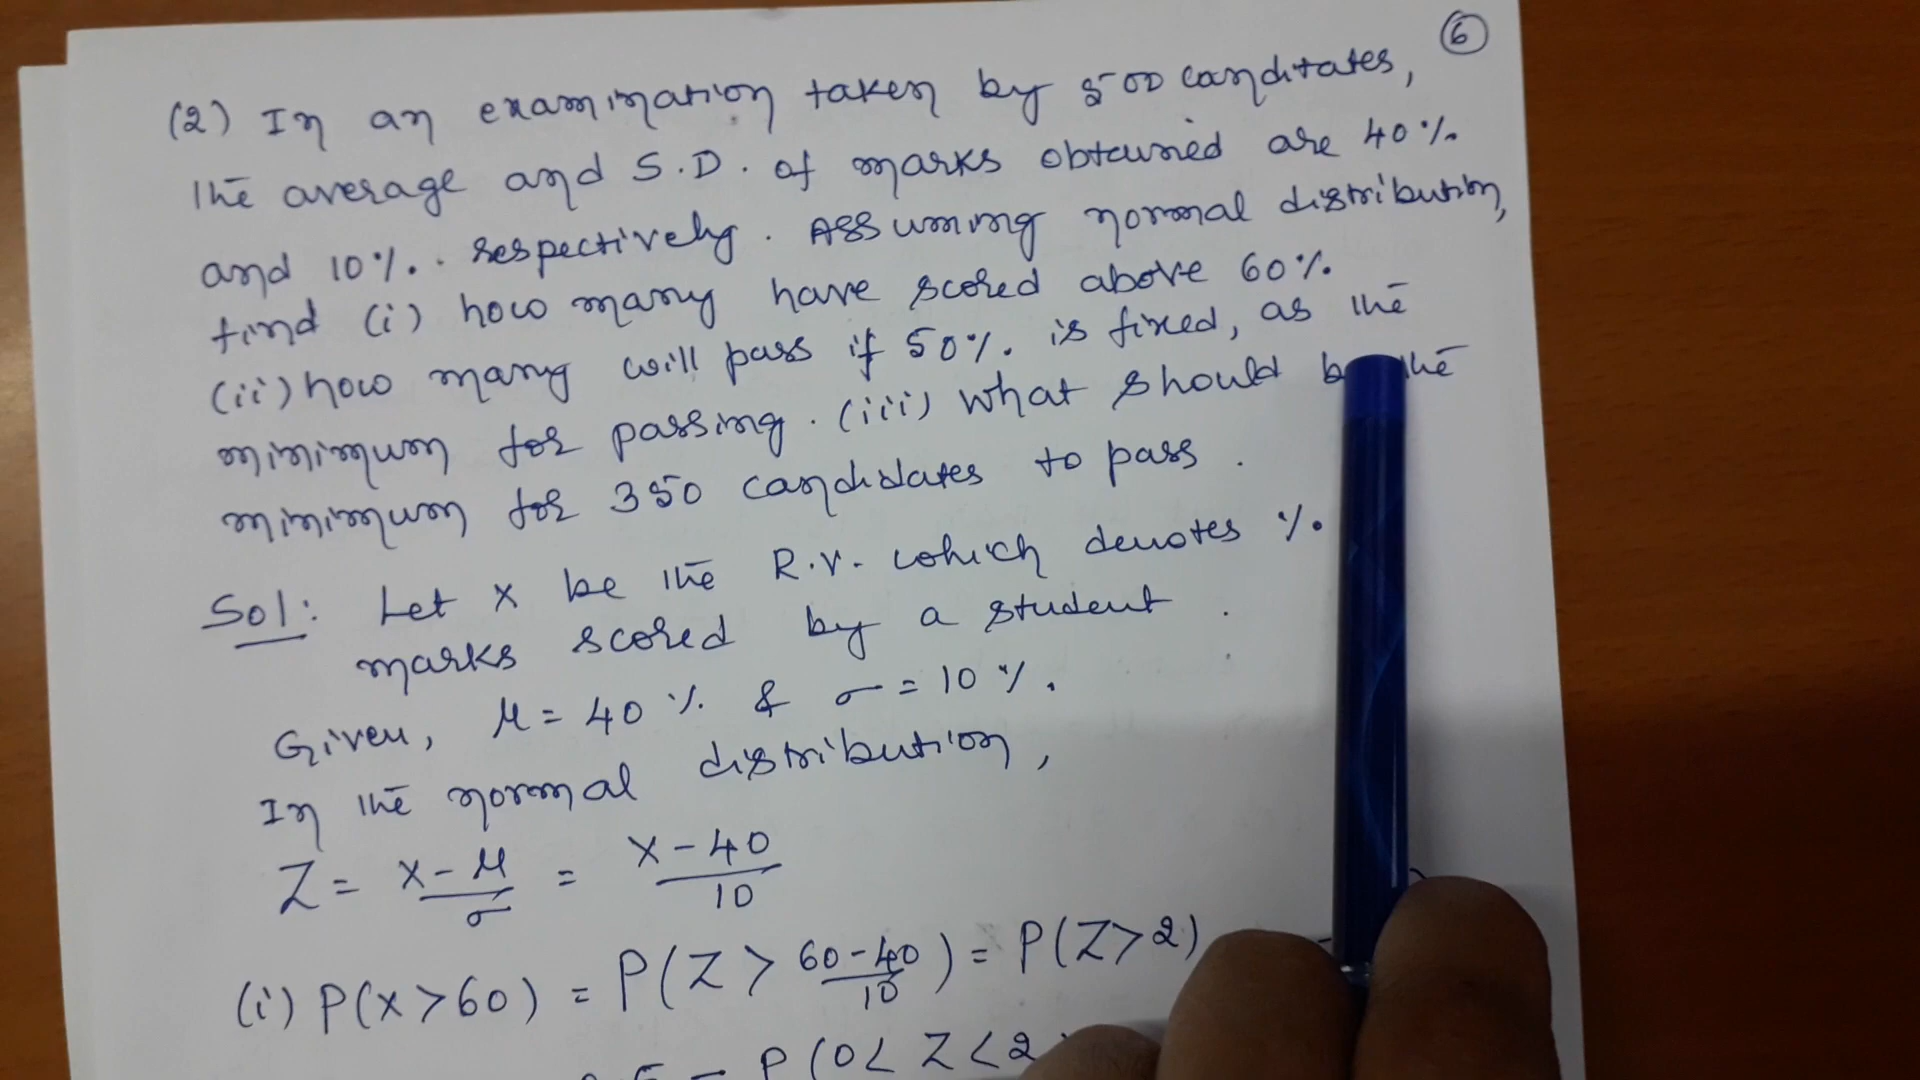 6
(2) In an examination taken by 500 canditates,
the average and S.D. of marks obtained are 40%
and 10%. respectively. Assuming normal distribution,
find (i) how many have scored above 60%.
(ii) how many will pass if 50%. is fixed, as the
minimum for passing. (iii) what should be the
minimum for 350 candidates to pass.
Sol: Let X be the R.V. which denotes %.
marks scored by a student.
Given, μ = 40 %. & σ = 10 %.
In the normal distribution,
Z = X-μ/σ = X-40/10
(i) P(X>60) = P(Z > 60-40/10) = P(Z>2)
- P(0< Z<2